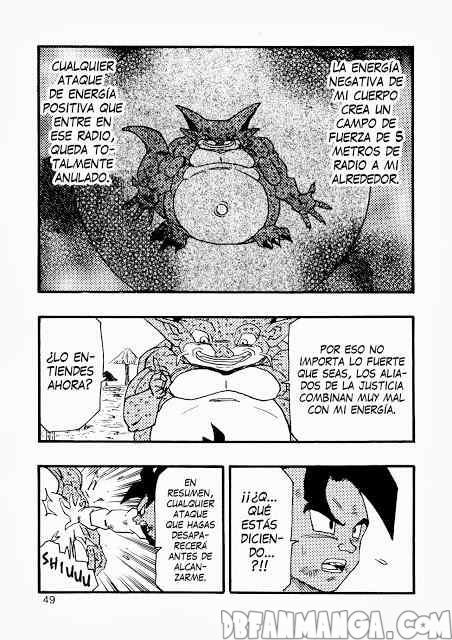 LA ENERGÍA
NEGATIVA DE
MI CUERPO
CREA UN
CAMPO DE
FUERZA DE 5
METROS DE
RADIO A MI
ALREDEDOR.
CUALQUIER
ATAQUE
DE ENERGÍA
POSITIVA QUE
ENTRE EN
ESE RADIO,
QUEDA TO-
TALMENTE
ANULADO.
POR ESO NO
IMPORTA LO FUERTE
QUE SEAS, LOS ALIA-
DOS DE LA JUSTICIA
COMBINAN MUY MAL
CON MI ENERGÍA.
¿LO EN-
TIENDES
AHORA?
¡¡¿Q...
QUÉ
ESTÁS
DICIEN-
DO...
?!!
EN
RESUMEN,
CUALQUIER
ATAQUE
QUE HAGAS
DESAPA-
RECERÁ
ANTES DE
ALCAN-
ZARME.
SHIUUUU
49
DBFANMANGA.COM